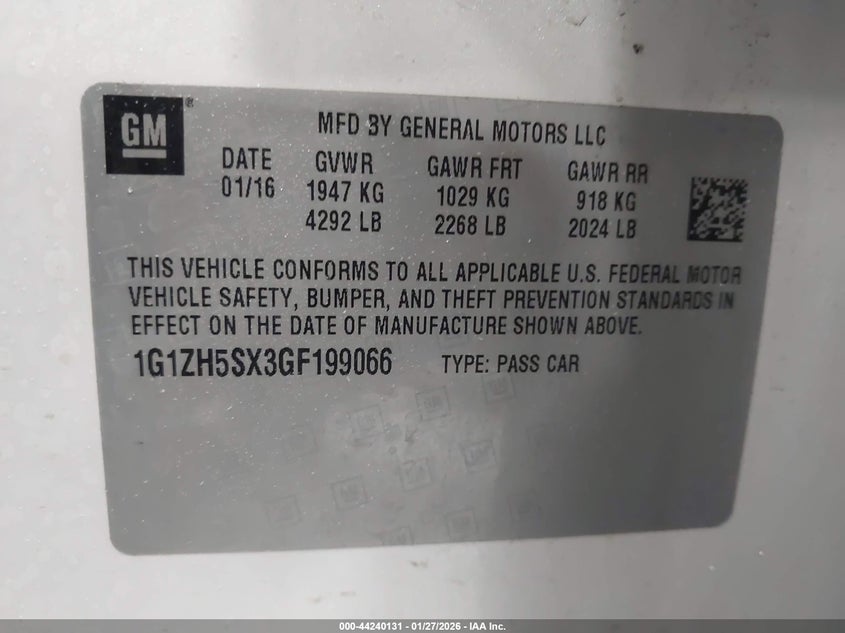 GM ®
MFD BY GENERAL MOTORS LLC
DATE GVWR GAWR FRT GAWR RR
01/16 1947 KG 1029 KG 918 KG
4292 LB 2268 LB 2024 LB
THIS VEHICLE CONFORMS TO ALL APPLICABLE U.S. FEDERAL MOTOR
VEHICLE SAFETY, BUMPER, AND THEFT PREVENTION STANDARDS IN
EFFECT ON THE DATE OF MANUFACTURE SHOWN ABOVE.
1G1ZH5SX3GF199066 TYPE: PASS CAR
000-44240131 - 01/27/2026 - IAA Inc.